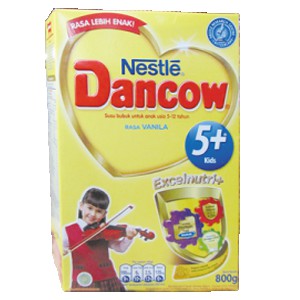 RASA LEBIH ENAK!
Nestlé
Dancow
Susu bubuk untuk anak usia 5-12 tahun
RASA VANILA
5+
Kids
Excelnutri+
800g